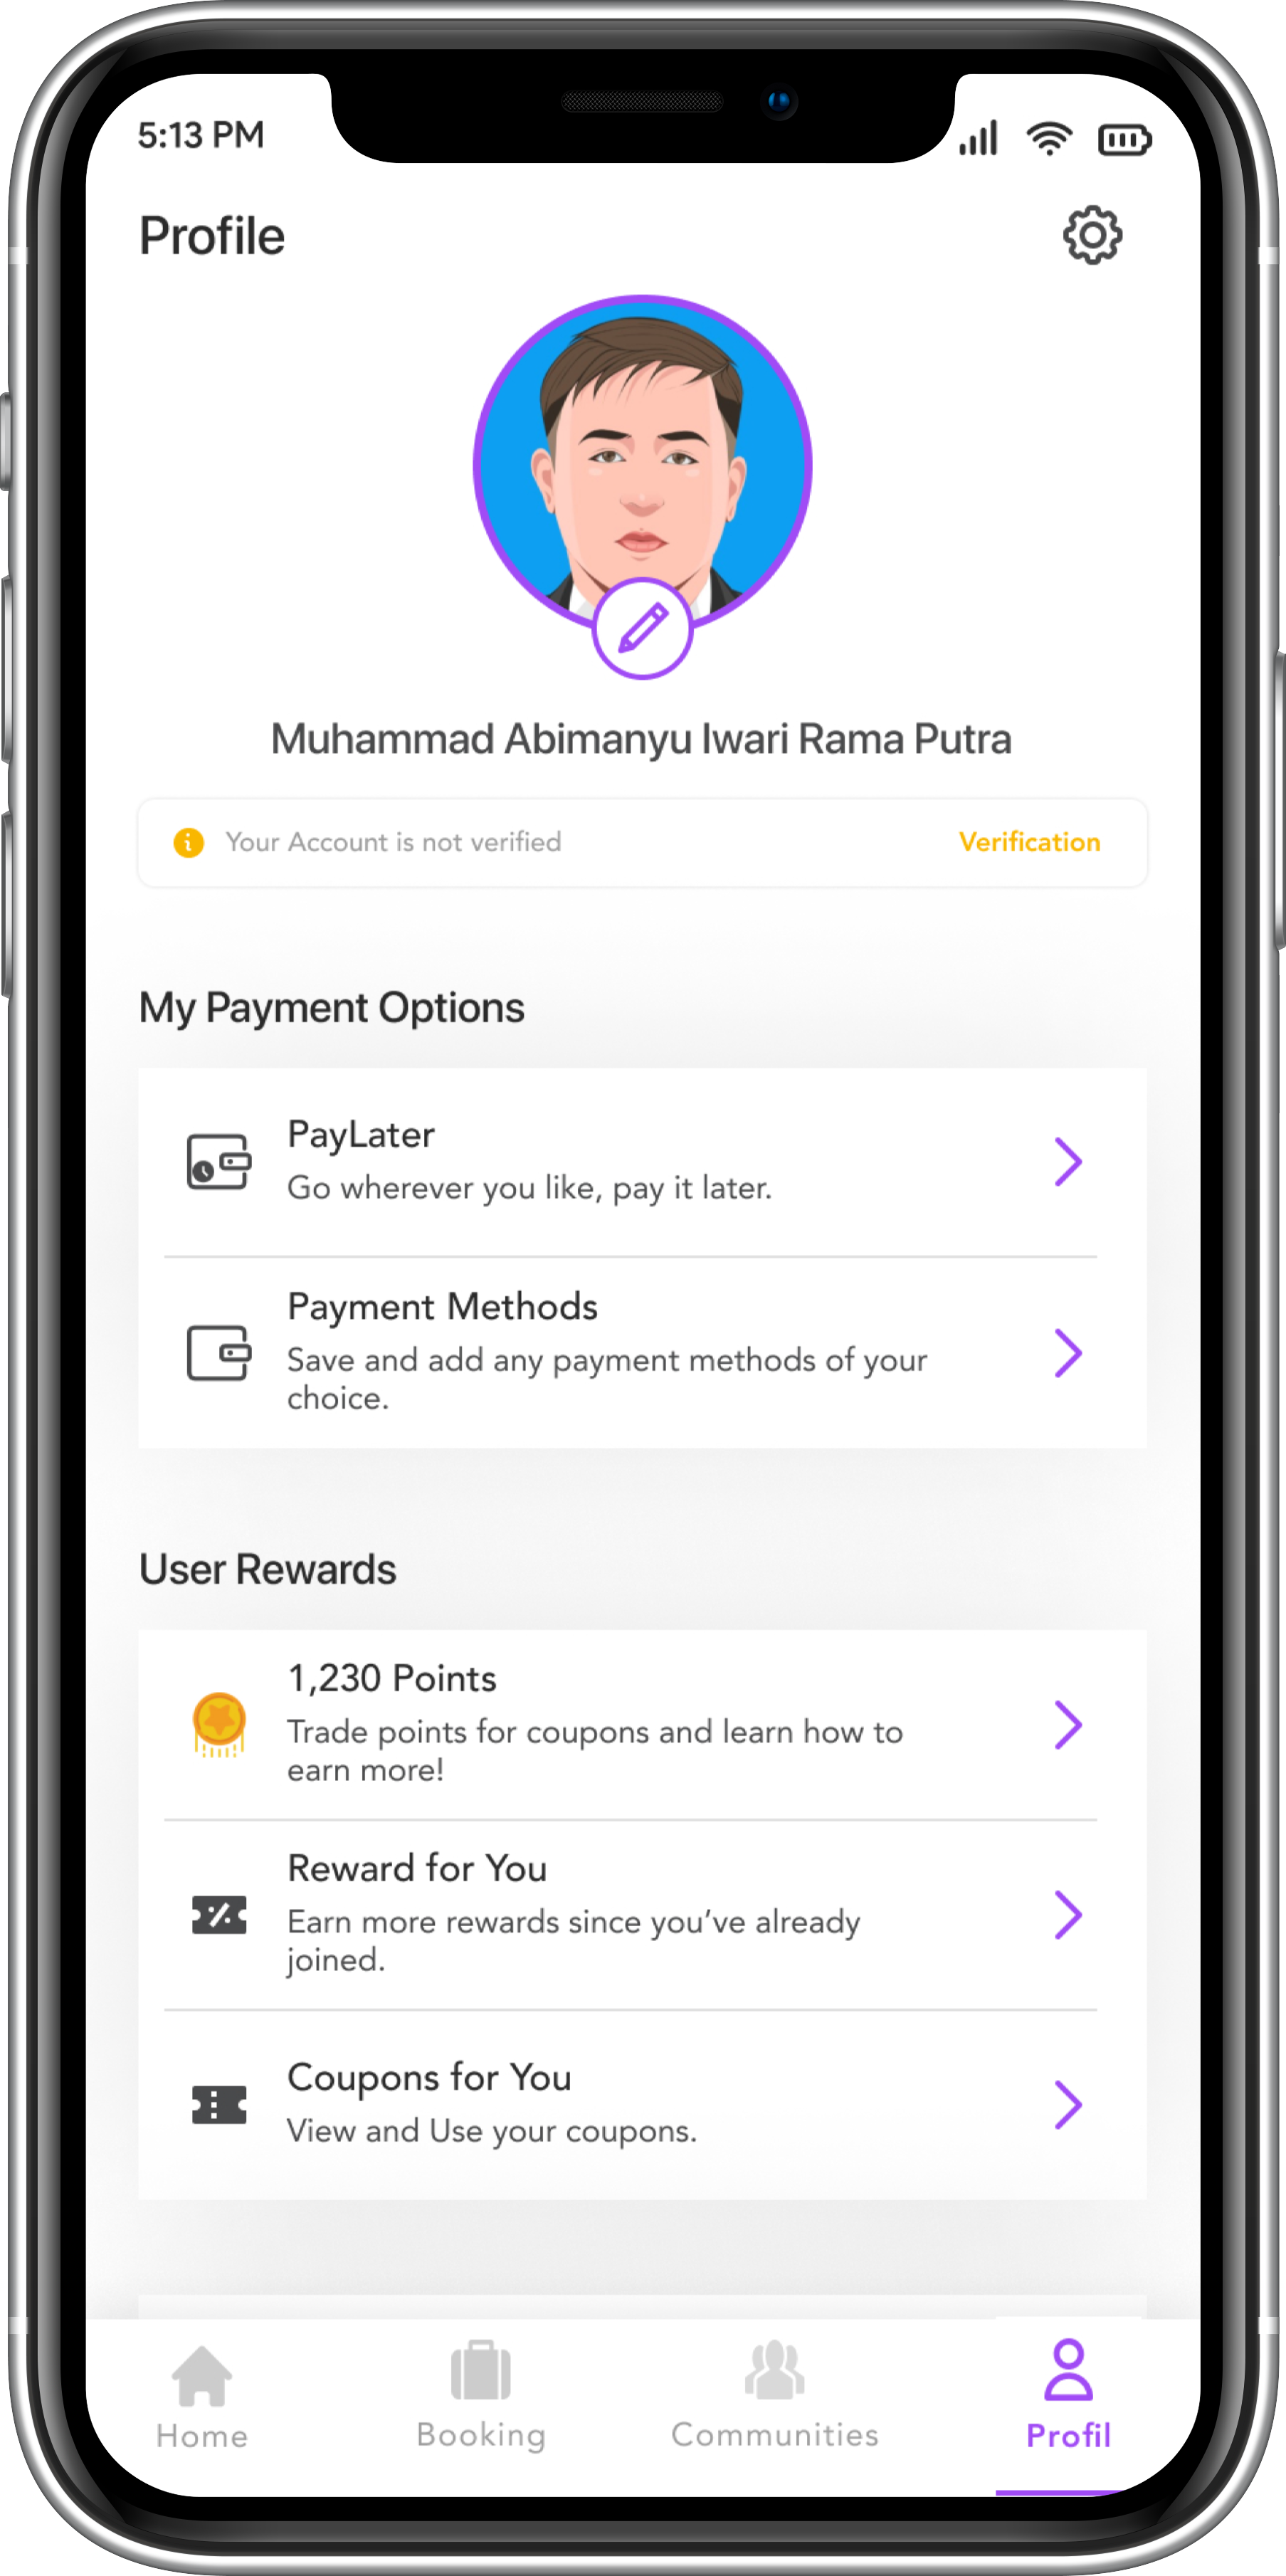 5:13 PM
Profile
Muhammad Abimanyu Iwari Rama Putra
Your Account is not verified
Verification
My Payment Options
PayLater
Go wherever you like, pay it later.
Payment Methods
Save and add any payment methods of your
choice.
User Rewards
1,230 Points
Trade points for coupons and learn how to
earn more!
Reward for You
Earn more rewards since you’ve already
joined.
Coupons for You
View and Use your coupons.
Home
Booking
Communities
Profil